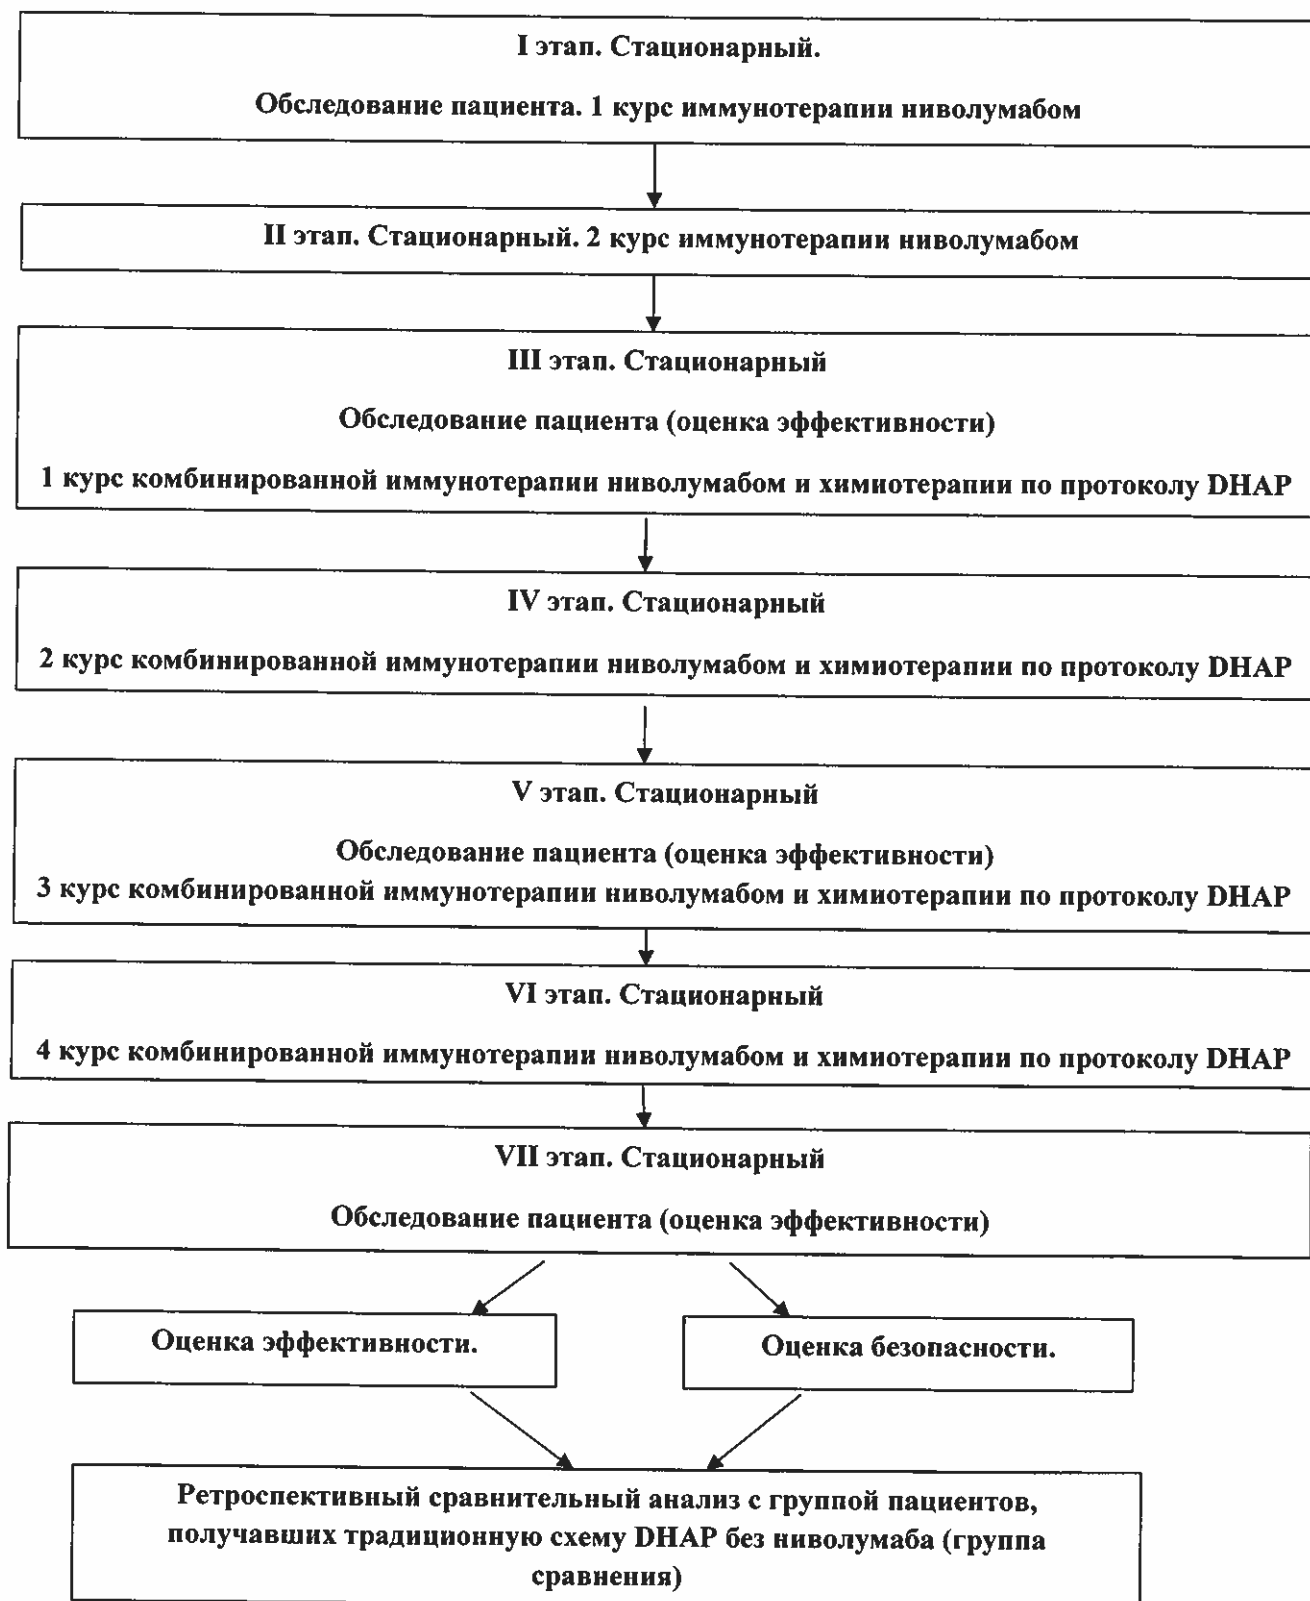 I этап. Стационарный.
Обследование пациента. 1 курс иммунотерапии ниволумабом
II этап. Стационарный. 2 курс иммунотерапии ниволумабом
III этап. Стационарный
Обследование пациента (оценка эффективности)
1 курс комбинированной иммунотерапии ниволумабом и химиотерапии по протоколу DHAP
IV этап. Стационарный
2 курс комбинированной иммунотерапии ниволумабом и химиотерапии по протоколу DHAP
V этап. Стационарный
Обследование пациента (оценка эффективности)
3 курс комбинированной иммунотерапии ниволумабом и химиотерапии по протоколу DHAP
VI этап. Стационарный
4 курс комбинированной иммунотерапии ниволумабом и химиотерапии по протоколу DHAP
VII этап. Стационарный
Обследование пациента (оценка эффективности)
Оценка эффективности.
Оценка безопасности.
Ретроспективный сравнительный анализ с группой пациентов,
получавших традиционную схему DHAP без ниволумаба (группа
сравнения)